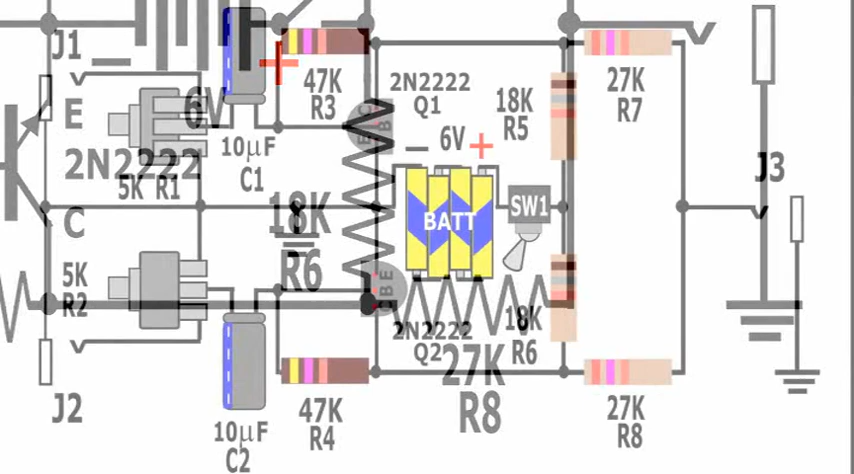 J1
47K
R3
2N2222
Q1
18K
R5
27K
R7
E
6V
2N2222
5K R1
10µF
C1
E C B
− 6V +
J3
C
18K
R6
BATT
SW1
5K
R2
C B E
2N2222
Q2
18K
R6
27K
R8
J2
47K
R4
27K
R8
10µF
C2